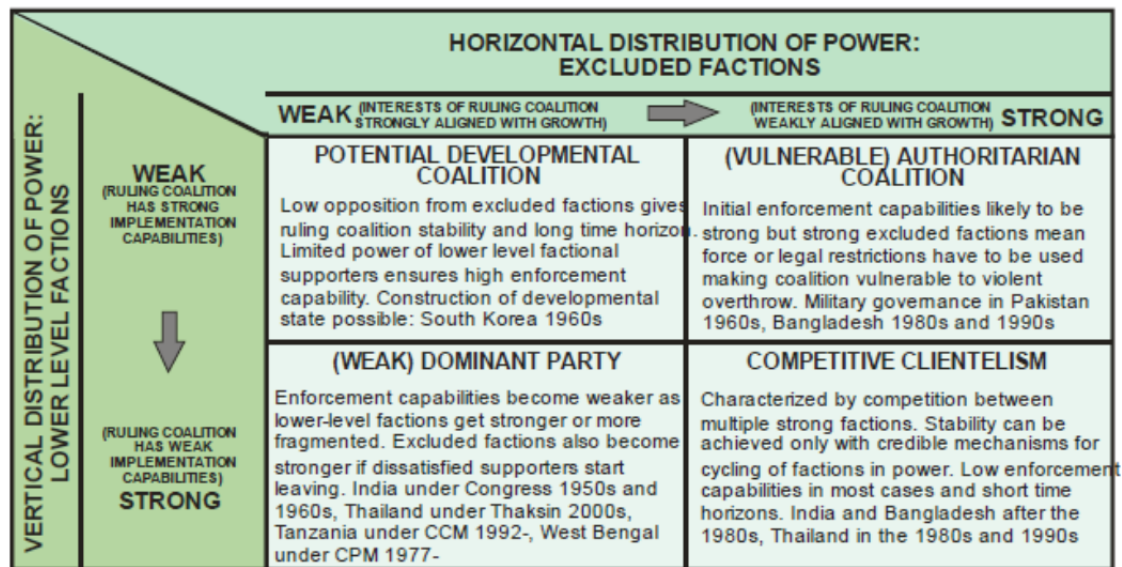 HORIZONTAL DISTRIBUTION OF POWER:
EXCLUDED FACTIONS
WEAK (INTERESTS OF RULING COALITION
STRONGLY ALIGNED WITH GROWTH)
(INTERESTS OF RULING COALITION
WEAKLY ALIGNED WITH GROWTH) STRONG
VERTICAL DISTRIBUTION OF POWER:
LOWER LEVEL FACTIONS
WEAK
(RULING COALITION
HAS STRONG
IMPLEMENTATION
CAPABILITIES)
POTENTIAL DEVELOPMENTAL
COALITION
Low opposition from excluded factions gives
ruling coalition stability and long time horizon.
Limited power of lower level factional
supporters ensures high enforcement
capability. Construction of developmental
state possible: South Korea 1960s
(VULNERABLE) AUTHORITARIAN
COALITION
Initial enforcement capabilities likely to be
strong but strong excluded factions mean
force or legal restrictions have to be used
making coalition vulnerable to violent
overthrow. Military governance in Pakistan
1960s, Bangladesh 1980s and 1990s
(RULING COALITION
HAS WEAK
IMPLEMENTATION
CAPABILITIES)
STRONG
(WEAK) DOMINANT PARTY
Enforcement capabilities become weaker as
lower-level factions get stronger or more
fragmented. Excluded factions also become
stronger if dissatisfied supporters start
leaving. India under Congress 1950s and
1960s, Thailand under Thaksin 2000s,
Tanzania under CCM 1992-, West Bengal
under CPM 1977-
COMPETITIVE CLIENTELISM
Characterized by competition between
multiple strong factions. Stability can be
achieved only with credible mechanisms for
cycling of factions in power. Low enforcement
capabilities in most cases and short time
horizons. India and Bangladesh after the
1980s, Thailand in the 1980s and 1990s